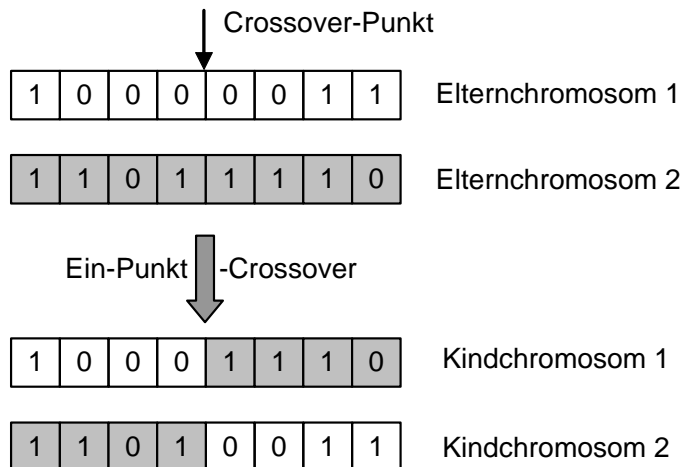 Crossover-Punkt
1 0 0 0 0 0 1 1 Elternchromosom 1
1 1 0 1 1 1 1 0 Elternchromosom 2
Ein-Punkt -Crossover
1 0 0 0 1 1 1 0 Kindchromosom 1
1 1 0 1 0 0 1 1 Kindchromosom 2